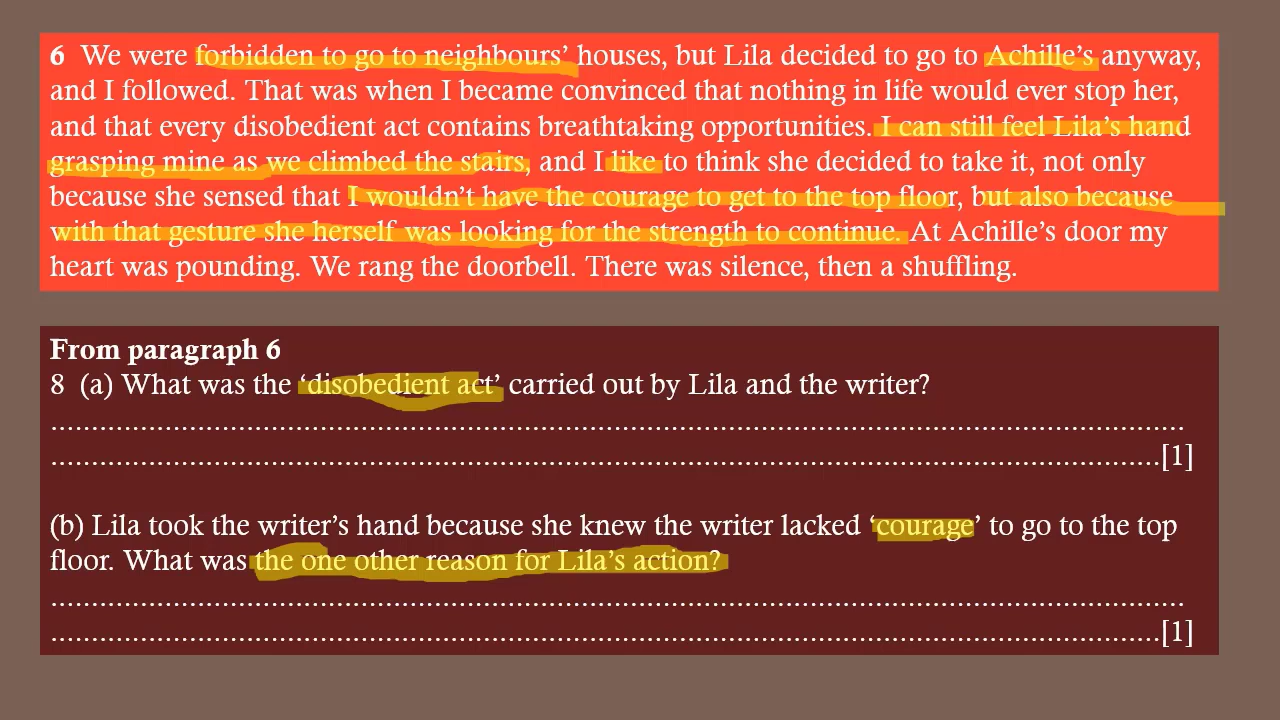 6 We were forbidden to go to neighbours’ houses, but Lila decided to go to Achille’s anyway,
and I followed. That was when I became convinced that nothing in life would ever stop her,
and that every disobedient act contains breathtaking opportunities. I can still feel Lila’s hand
grasping mine as we climbed the stairs, and I like to think she decided to take it, not only
because she sensed that I wouldn’t have the courage to get to the top floor, but also because
with that gesture she herself was looking for the strength to continue. At Achille’s door my
heart was pounding. We rang the doorbell. There was silence, then a shuffling.
From paragraph 6
8 (a) What was the ‘disobedient act’ carried out by Lila and the writer?
....................................................................................................................................
................................................................................................................................[1]
(b) Lila took the writer’s hand because she knew the writer lacked ‘courage’ to go to the top
floor. What was the one other reason for Lila’s action?
....................................................................................................................................
................................................................................................................................[1]